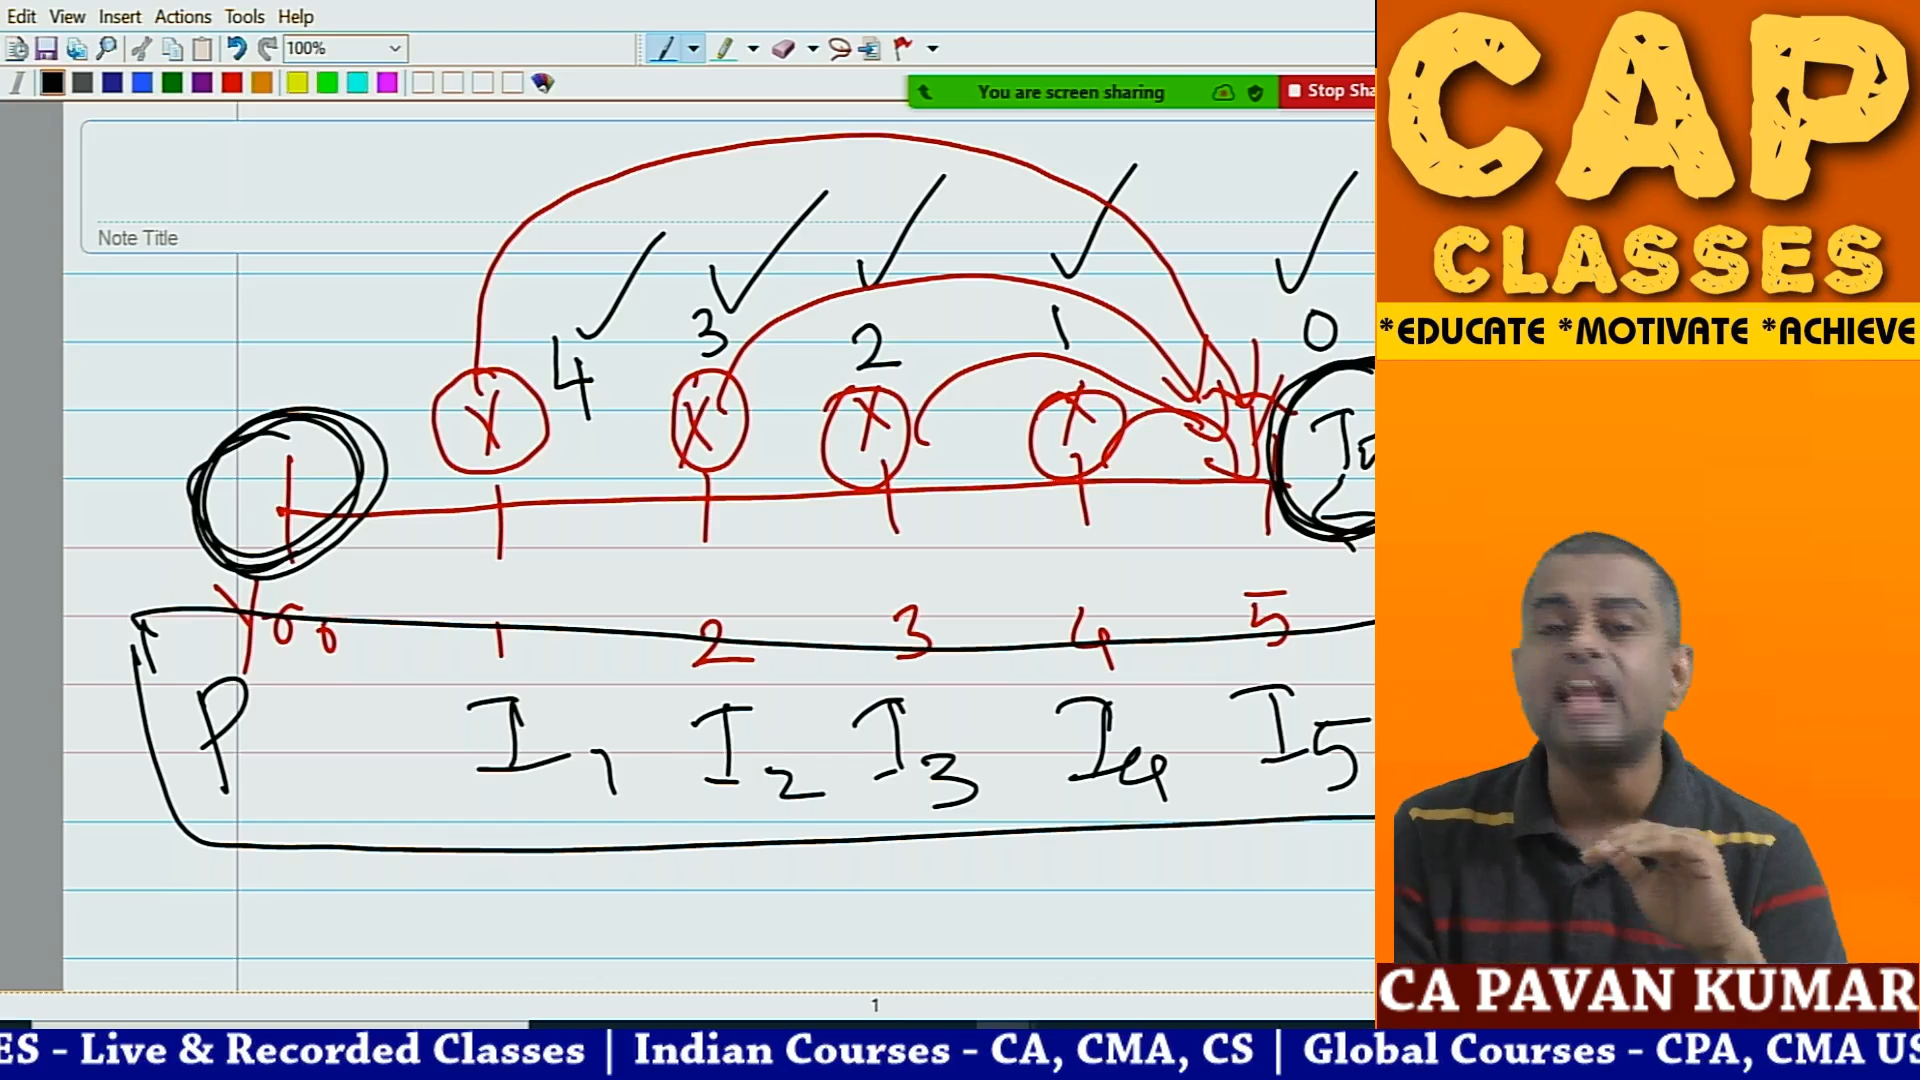 Edit View Insert Actions Tools Help
100%
You are screen sharing
Stop Sha
Note Title
4 3 2 1 0
X X X X
Y 0 0 1 2 3 4 5
P I1 I2 I3 I4 I5
1
CAP
CLASSES
*EDUCATE *MOTIVATE *ACHIEVE
CA PAVAN KUMAR
ES - Live & Recorded Classes | Indian Courses - CA, CMA, CS | Global Courses - CPA, CMA US